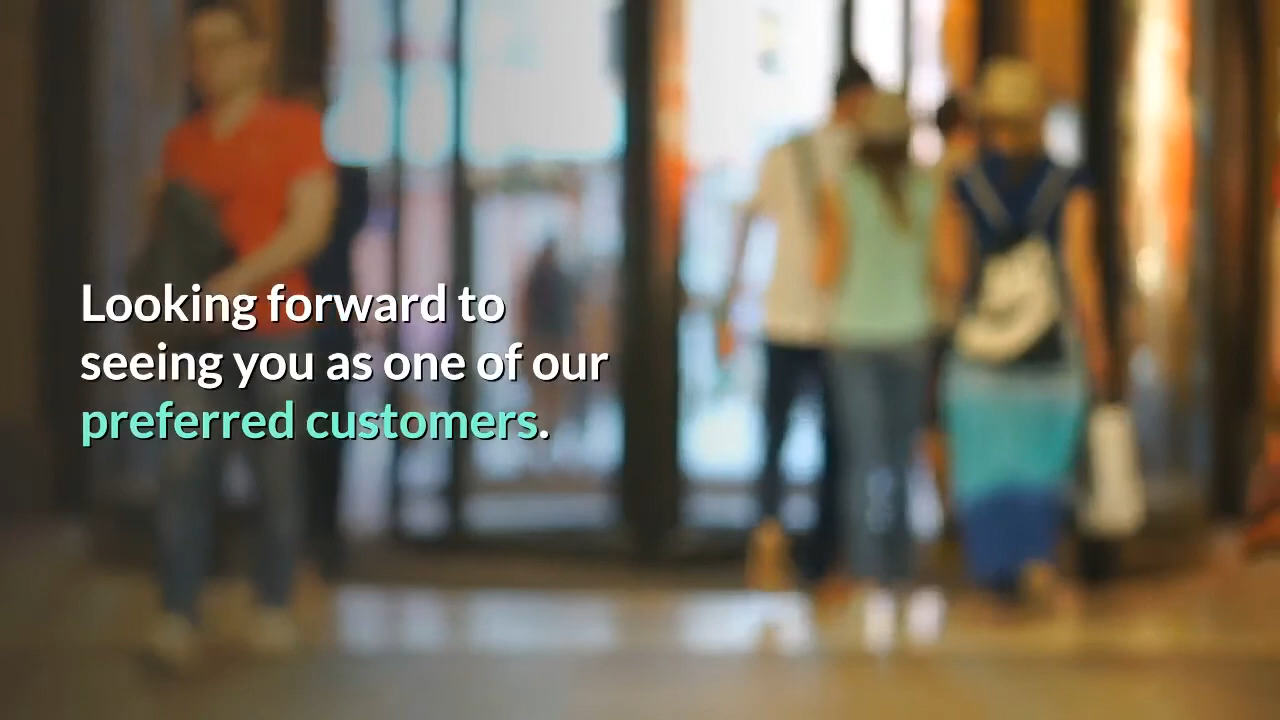 Looking forward to
seeing you as one of our
preferred customers.